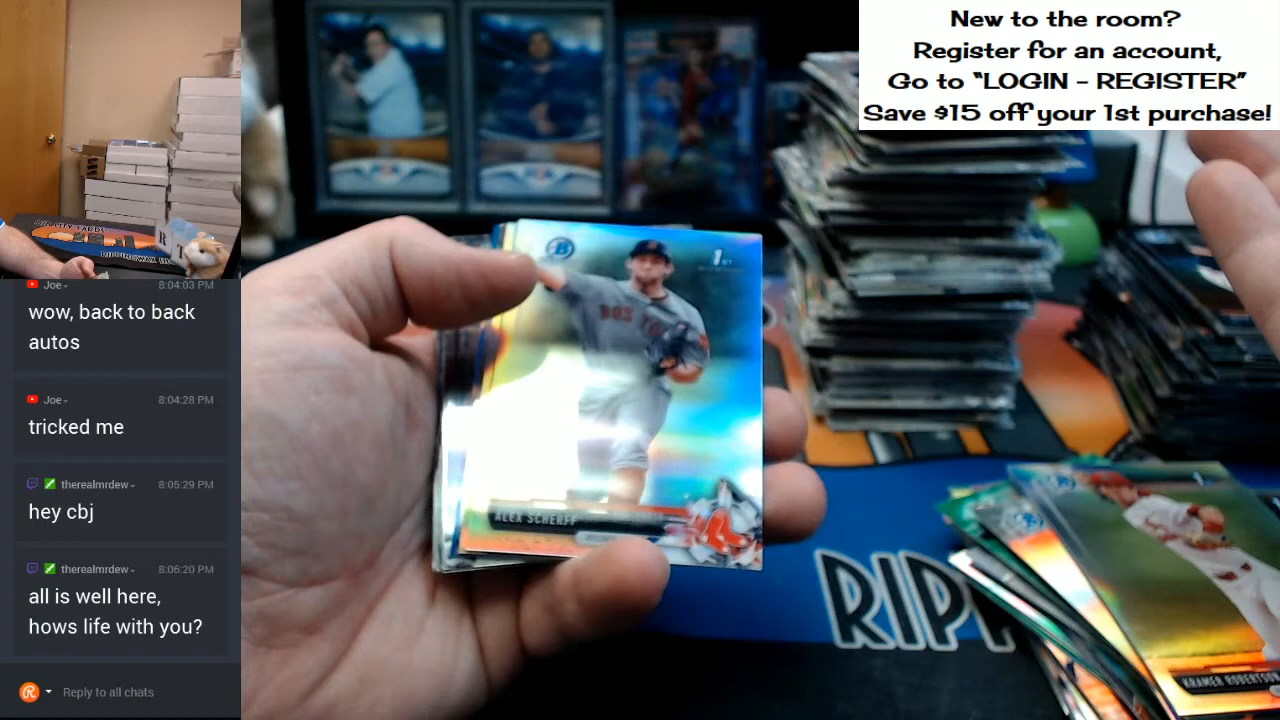 New to the room?
Register for an account,
Go to "LOGIN - REGISTER"
Save $15 off your 1st purchase!
Joe
8:04:03 PM
wow, back to back
autos
Joe
8:04:28 PM
tricked me
therealmrdew
8:05:29 PM
hey cbj
therealmrdew
8:06:20 PM
all is well here,
hows life with you?
Reply to all chats
B
1ST
ALEX SCHERFF
KRAMER ROBERTSON
RIPP